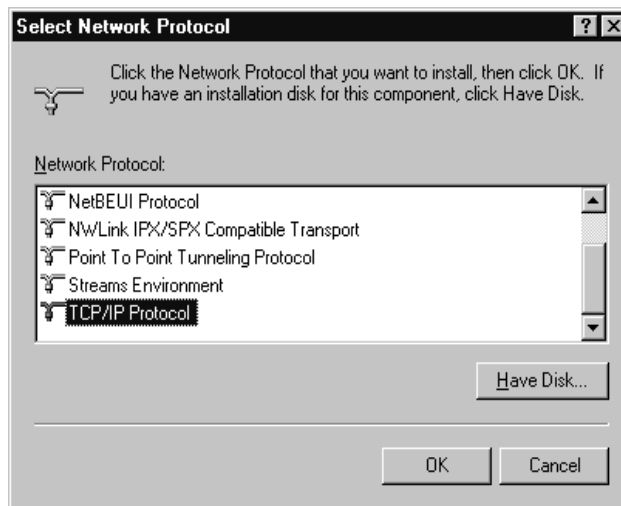 Select Network Protocol
Click the Network Protocol that you want to install, then click OK. If
you have an installation disk for this component, click Have Disk.
Network Protocol:
NetBEUI Protocol
NWLink IPX/SPX Compatible Transport
Point To Point Tunneling Protocol
Streams Environment
TCP/IP Protocol
Have Disk...
OK Cancel